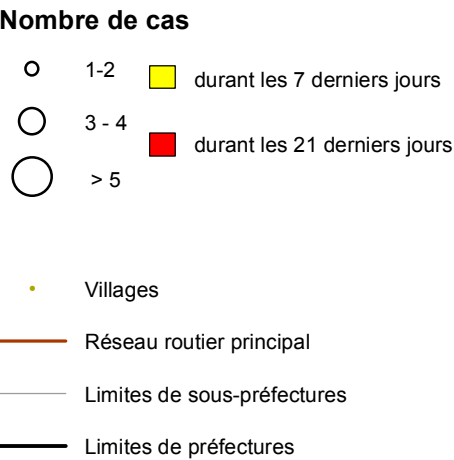 Nombre de cas
1-2
durant les 7 derniers jours
3 - 4
durant les 21 derniers jours
> 5
Villages
Réseau routier principal
Limites de sous-préfectures
Limites de préfectures